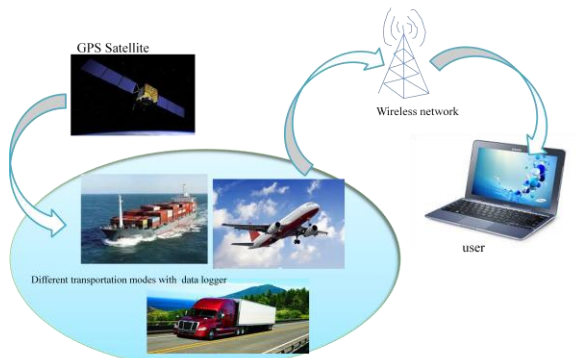 GPS Satellite
Wireless network
user
Different transportation modes with data logger